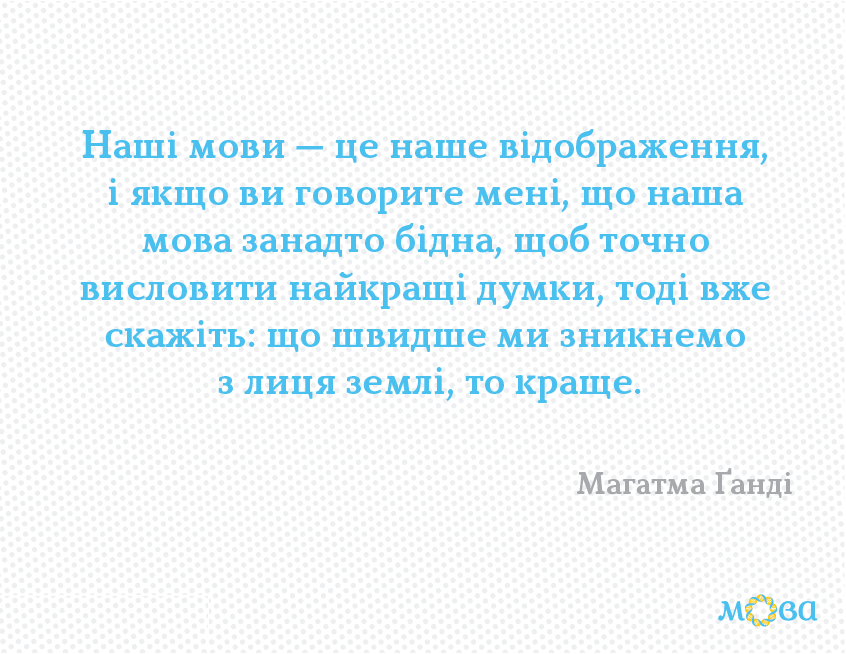 Наші мови — це наше відображення,
і якщо ви говорите мені, що наша
мова занадто бідна, щоб точно
висловити найкращі думки, тоді вже
скажіть: що швидше ми зникнемо
з лиця землі, то краще.
Магатма Ґанді
мова